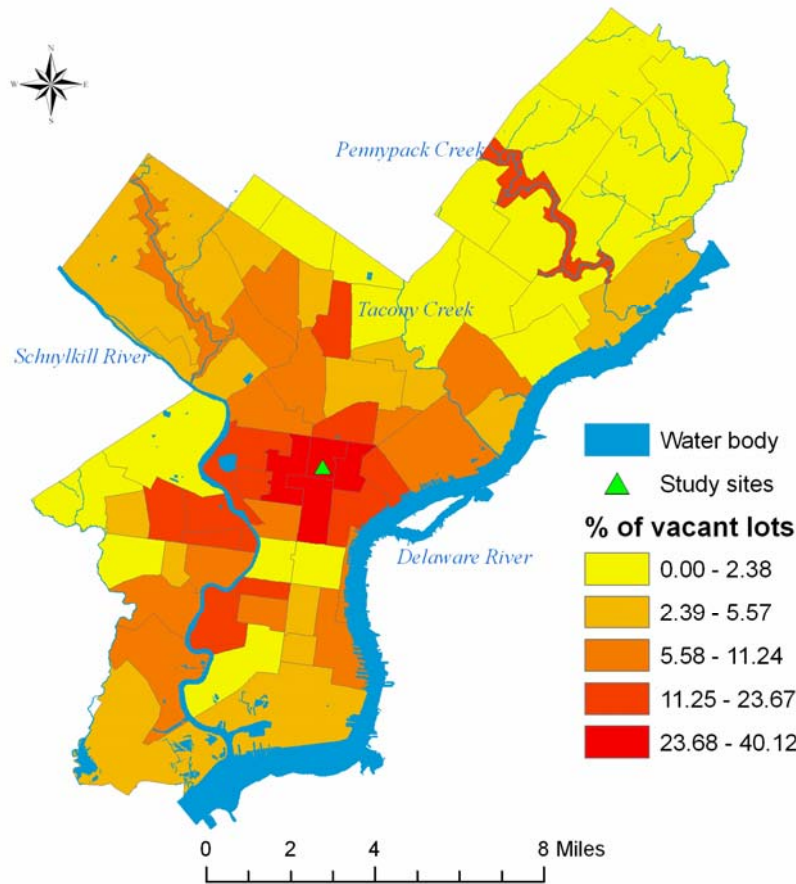 N
W E
S
Pennypack Creek
Tacony Creek
Schuylkill River
Delaware River
Water body
Study sites
% of vacant lots
0.00 - 2.38
2.39 - 5.57
5.58 - 11.24
11.25 - 23.67
23.68 - 40.12
0 2 4 8 Miles